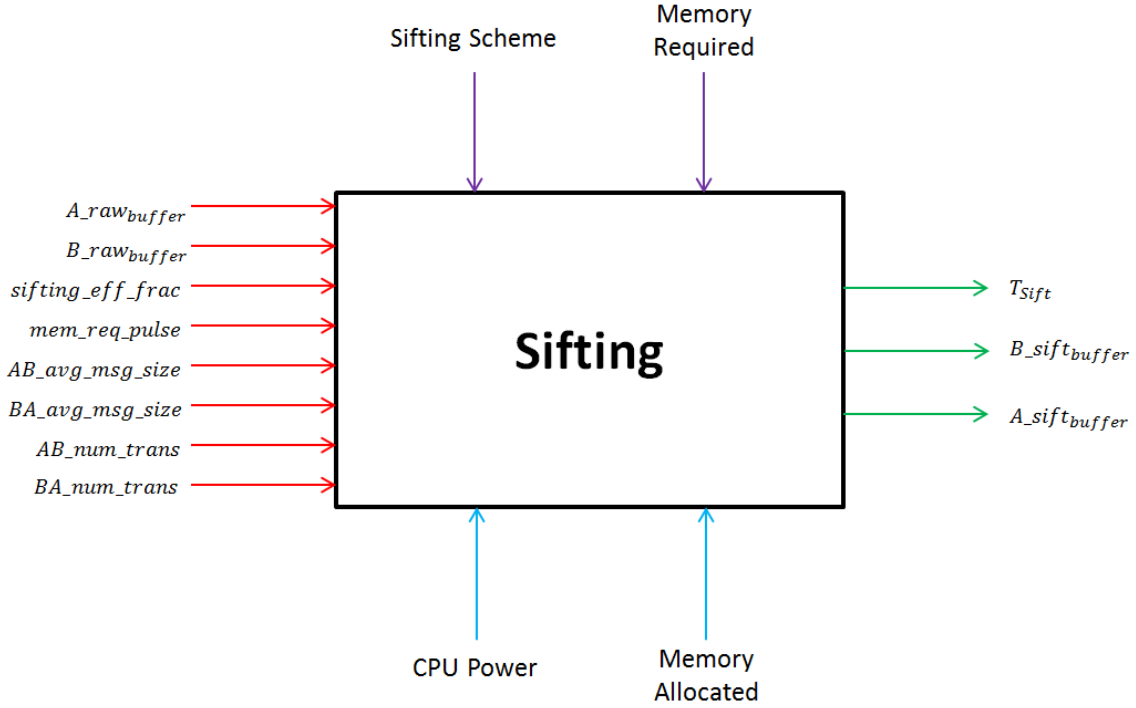 Sifting Scheme
Memory
Required
A_raw_buffer
B_raw_buffer
sifting_eff_frac
mem_req_pulse
AB_avg_msg_size
BA_avg_msg_size
AB_num_trans
BA_num_trans
Sifting
T_Sift
B_sift_buffer
A_sift_buffer
CPU Power
Memory
Allocated